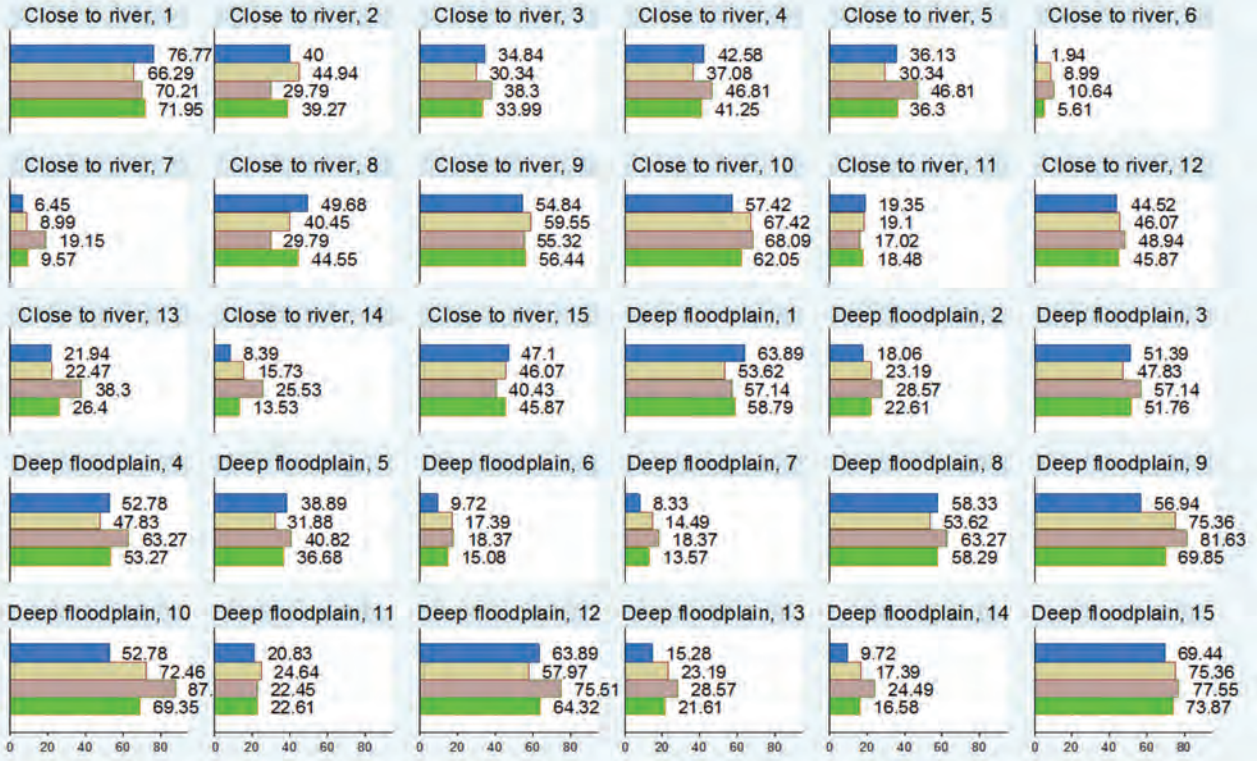 Close to river, 1 Close to river, 2 Close to river, 3 Close to river, 4 Close to river, 5 Close to river, 6
76.77 40 34.84 42.58 36.13 1.94
66.29 44.94 30.34 37.08 30.34 8.99
70.21 29.79 38.3 46.81 46.81 10.64
71.95 39.27 33.99 41.25 36.3 5.61
Close to river, 7 Close to river, 8 Close to river, 9 Close to river, 10 Close to river, 11 Close to river, 12
6.45 49.68 54.84 57.42 19.35 44.52
8.99 40.45 59.55 67.42 19.1 46.07
19.15 29.79 55.32 68.09 17.02 48.94
9.57 44.55 56.44 62.05 18.48 45.87
Close to river, 13 Close to river, 14 Close to river, 15 Deep floodplain, 1 Deep floodplain, 2 Deep floodplain, 3
21.94 8.39 47.1 63.89 18.06 51.39
22.47 15.73 46.07 53.62 23.19 47.83
38.3 25.53 40.43 57.14 28.57 57.14
26.4 13.53 45.87 58.79 22.61 51.76
Deep floodplain, 4 Deep floodplain, 5 Deep floodplain, 6 Deep floodplain, 7 Deep floodplain, 8 Deep floodplain, 9
52.78 38.89 9.72 8.33 58.33 56.94
47.83 31.88 17.39 14.49 53.62 75.36
63.27 40.82 18.37 18.37 63.27 81.63
53.27 36.68 15.08 13.57 58.29 69.85
Deep floodplain, 10 Deep floodplain, 11 Deep floodplain, 12 Deep floodplain, 13 Deep floodplain, 14 Deep floodplain, 15
52.78 20.83 63.89 15.28 9.72 69.44
72.46 24.64 57.97 23.19 17.39 75.36
87. 22.45 75.51 28.57 24.49 77.55
69.35 22.61 64.32 21.61 16.58 73.87
0 20 40 60 80 0 20 40 60 80 0 20 40 60 80 0 20 40 60 80 0 20 40 60 80 0 20 40 60 80